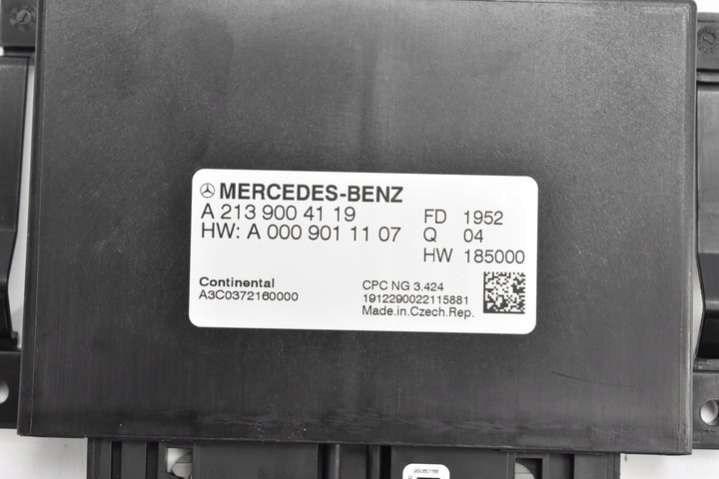 MERCEDES-BENZ
A 213 900 41 19
HW: A 000 901 11 07
FD 1952
Q 04
HW 185000
Continental
A3C0372160000
CPC NG 3.424
1912290022115881
Made.in.Czech.Rep.